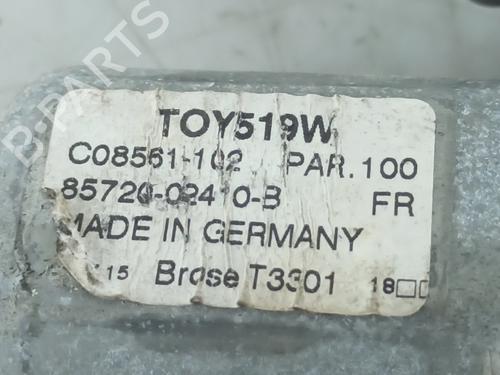 B-PARTS
TOY519W
C08561-102 PAR.100
85720-02410-B FR
MADE IN GERMANY
15 Brose T3301 18